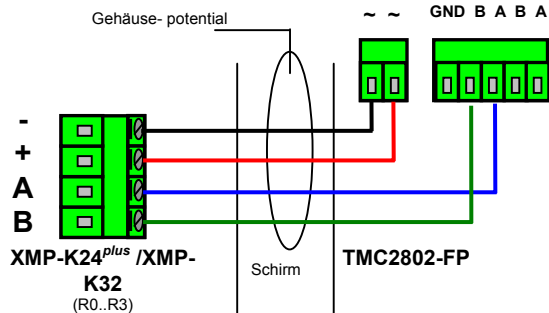 Gehäuse- potential
~ ~
GND B A B A
-
+
A
B
XMP-K24plus /XMP-
K32
(R0..R3)
Schirm
TMC2802-FP